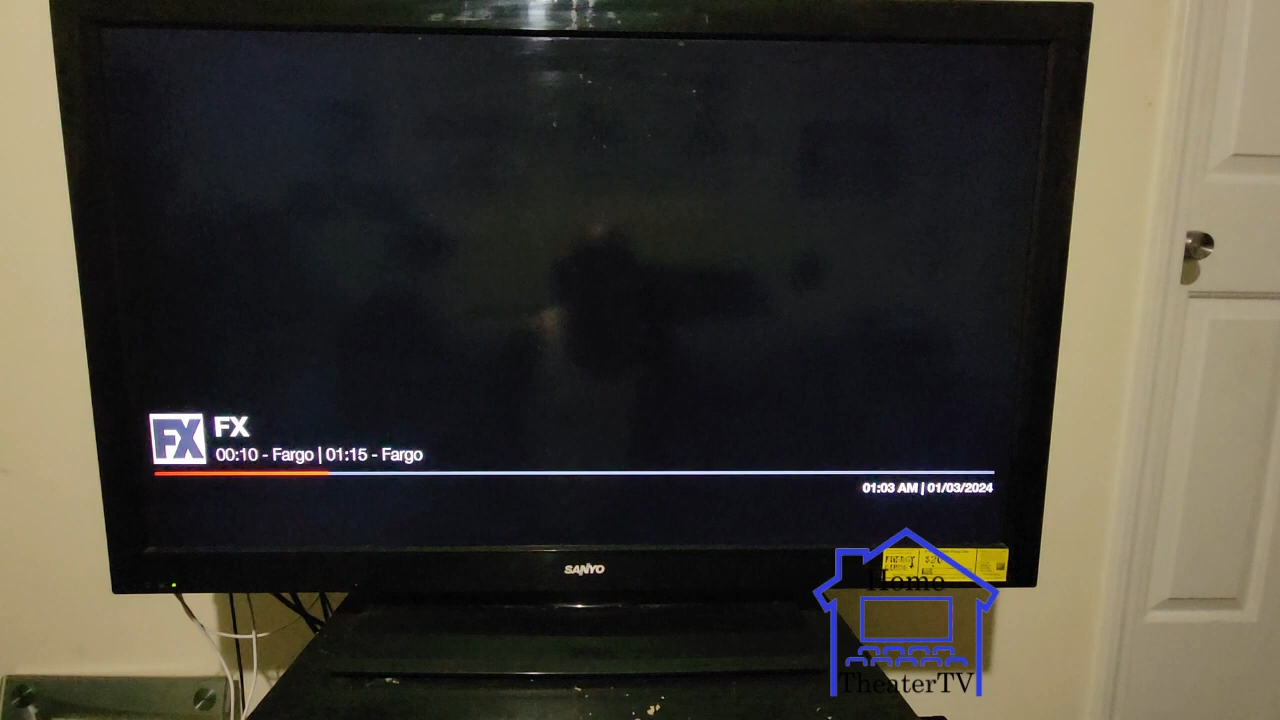 FX
FX
00:10 - Fargo | 01:15 - Fargo
01:03 AM | 01/03/2024
SANYO
Home
TheaterTV